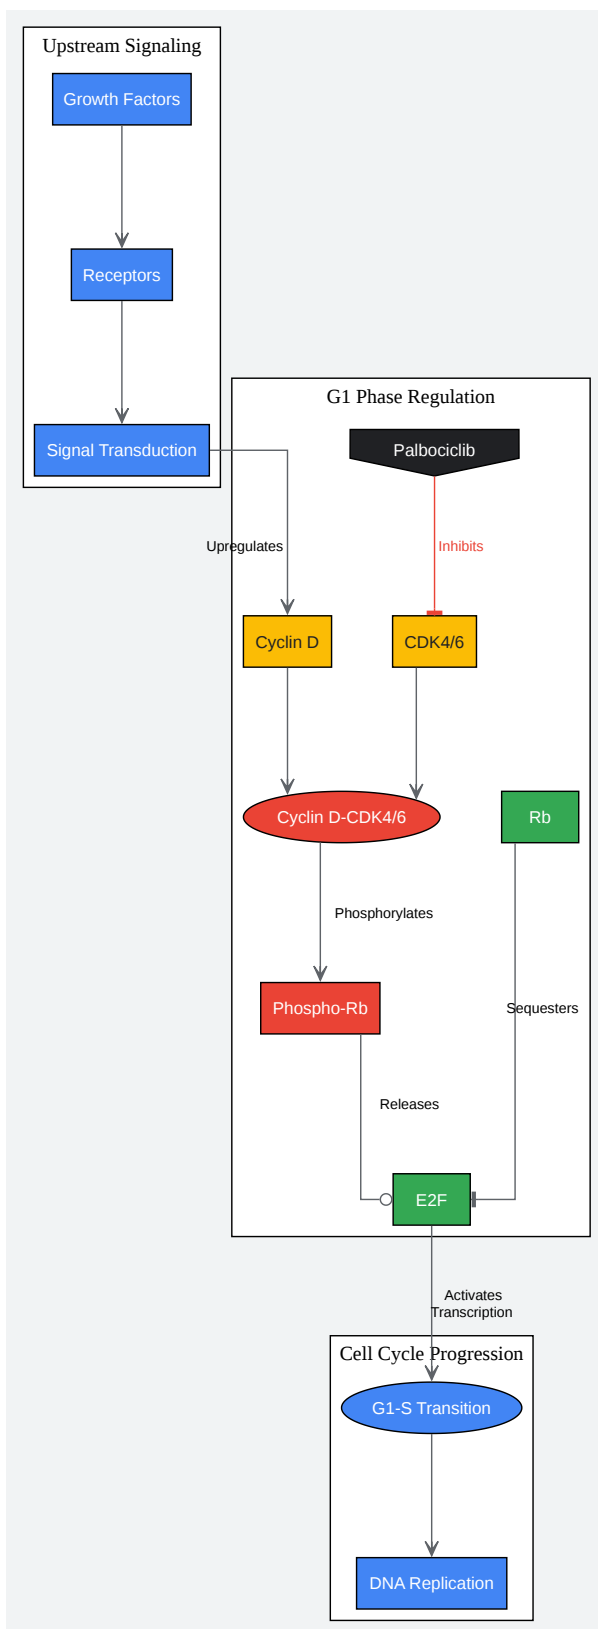 Upstream Signaling
Growth Factors
Receptors
Signal Transduction
G1 Phase Regulation
Palbociclib
Upregulates
Inhibits
Cyclin D
CDK4/6
Cyclin D-CDK4/6
Rb
Phosphorylates
Phospho-Rb
Sequesters
Releases
E2F
Activates
Transcription
Cell Cycle Progression
G1-S Transition
DNA Replication